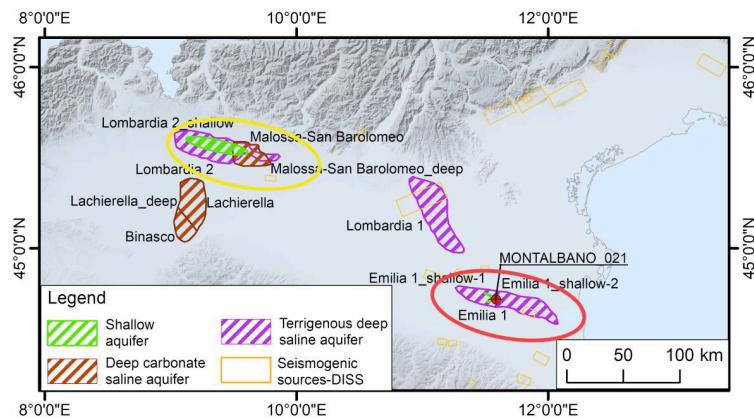 8°0'0"E
10°0'0"E
12°0'0"E
46°0'0"N
46°0'0"N
Lombardia 2_shallow
Malossa-San Barolomeo
Lombardia 2
Malossa-San Barolomeo_deep
Lachierella_deep
Lachierella
Lombardia 1
Binasco
45°0'0"N
45°0'0"N
MONTALBANO_021
Emilia 1_shallow-1
Emilia 1_shallow-2
Emilia 1
Legend
Shallow
aquifer
Terrigenous deep
saline aquifer
Deep carbonate
saline aquifer
Seismogenic
sources-DISS
0 50 100 km
8°0'0"E
10°0'0"E
12°0'0"E